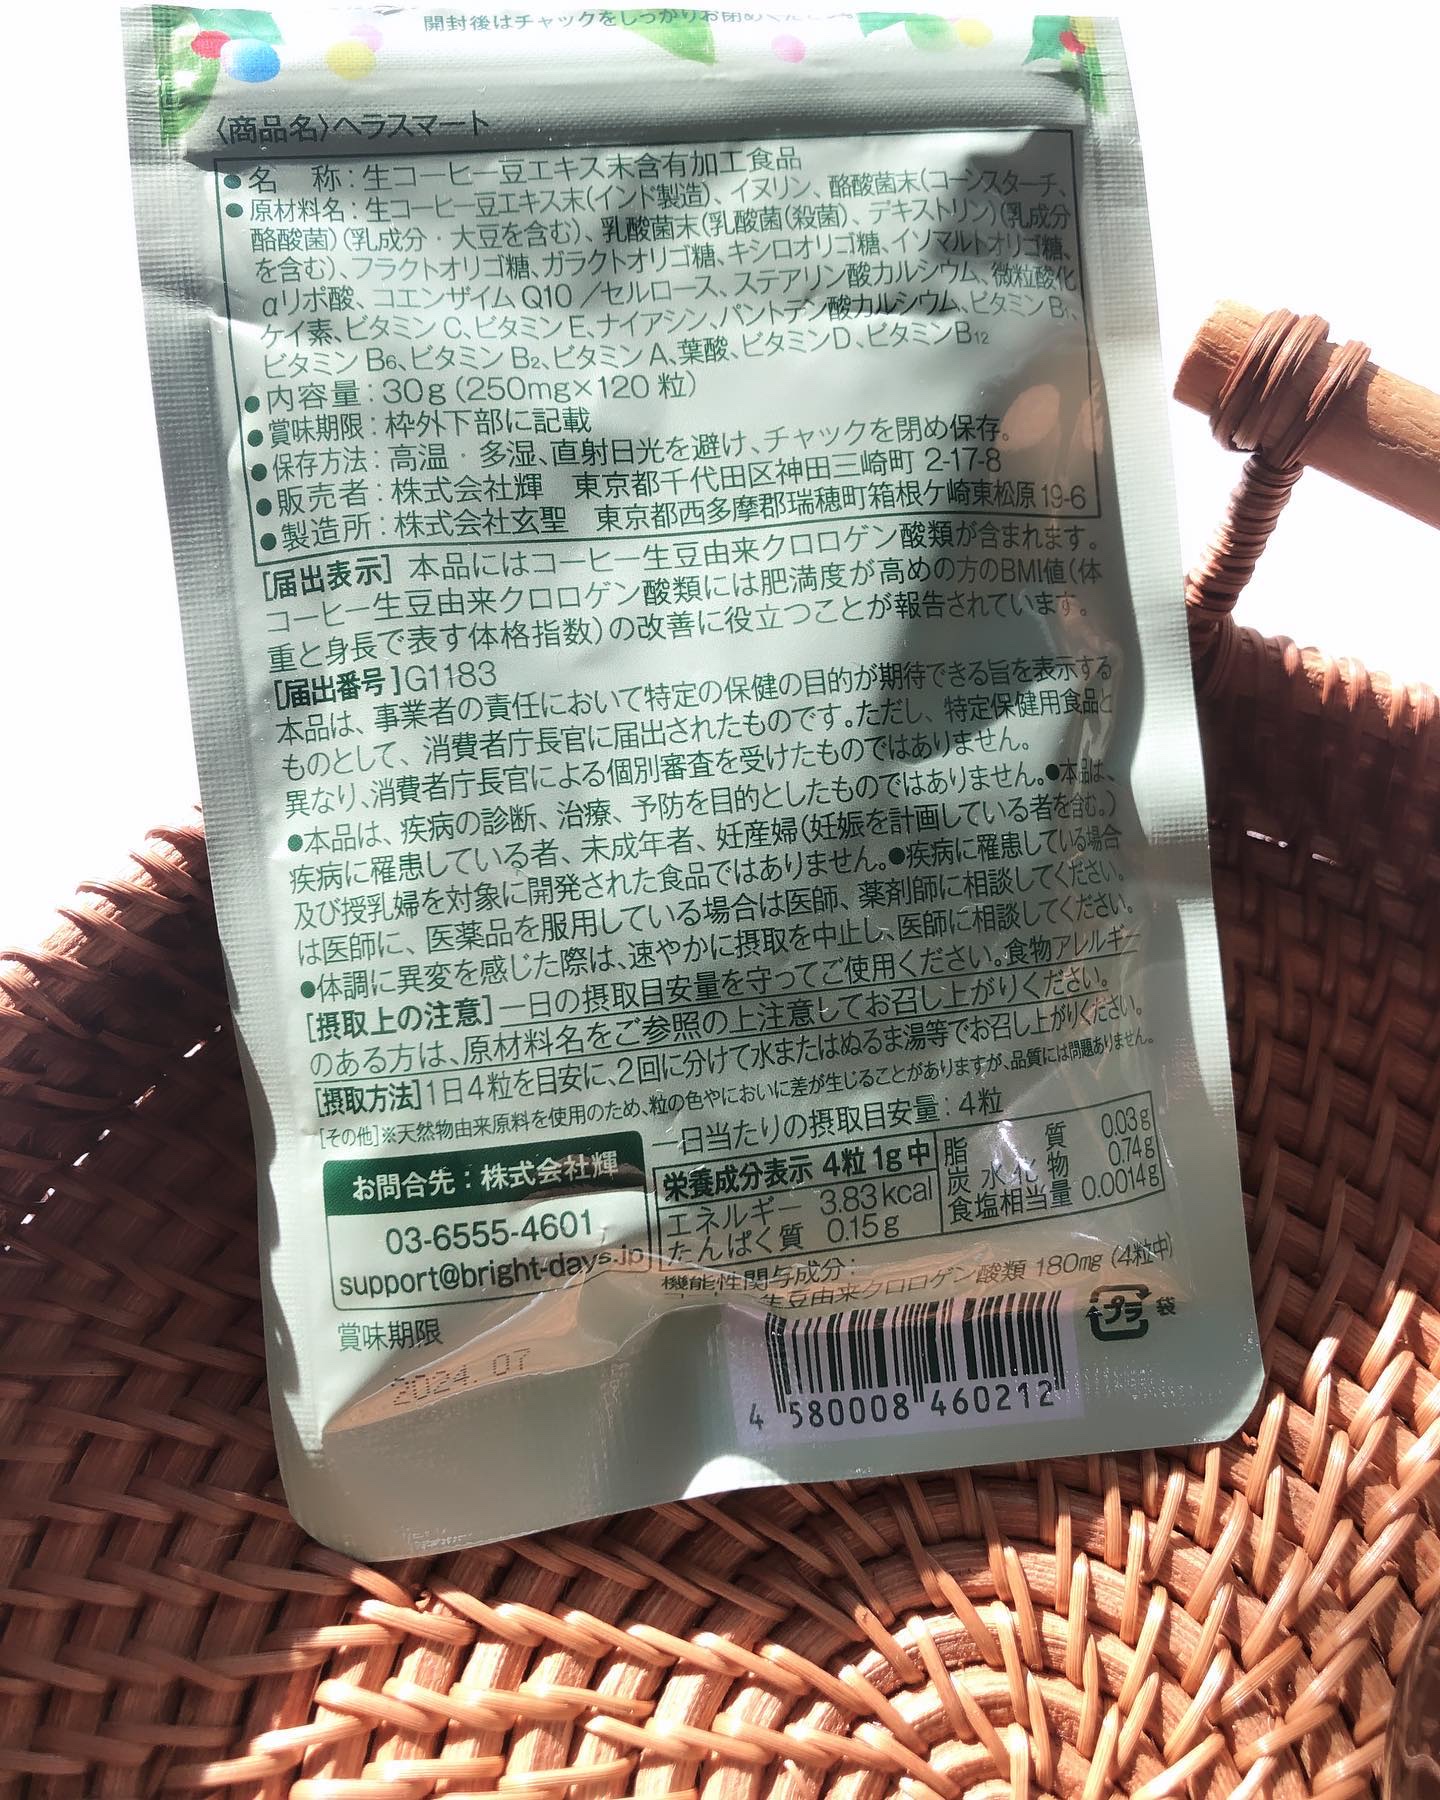 開封後はチャックをしっかりお閉めください。
〈商品名〉ヘラスマート
●名　称：生コーヒー豆エキス末含有加工食品
●原材料名：生コーヒー豆エキス末(インド製造)、イヌリン、酪酸菌末(コーンスターチ、
酪酸菌)(乳成分・大豆を含む)、乳酸菌末(乳酸菌(殺菌)、デキストリン)(乳成分
を含む)、フラクトオリゴ糖、ガラクトオリゴ糖、キシロオリゴ糖、イソマルトオリゴ糖、
αリポ酸、コエンザイムQ10／セルロース、ステアリン酸カルシウム、微粒酸化
ケイ素、ビタミンC、ビタミンE、ナイアシン、パントテン酸カルシウム、ビタミンB₁、
ビタミンB₆、ビタミンB₂、ビタミンA、葉酸、ビタミンD、ビタミンB₁₂
●内容量：30g(250mg×120粒)
●賞味期限：枠外下部に記載
●保存方法：高温・多湿、直射日光を避け、チャックを閉め保存。
●販売者：株式会社輝　東京都千代田区神田三崎町2-17-8
●製造所：株式会社玄聖　東京都西多摩郡瑞穂町箱根ケ崎東松原19-6
[届出表示]本品にはコーヒー生豆由来クロロゲン酸類が含まれます。
コーヒー生豆由来クロロゲン酸類には肥満度が高めの方のBMI値(体
重と身長で表す体格指数)の改善に役立つことが報告されています。
[届出番号]G1183
本品は、事業者の責任において特定の保健の目的が期待できる旨を表示する
ものとして、消費者庁長官に届出されたものです。ただし、特定保健用食品と
異なり、消費者庁長官による個別審査を受けたものではありません。
●本品は、疾病の診断、治療、予防を目的としたものではありません。●本品は、
疾病に罹患している者、未成年者、妊産婦(妊娠を計画している者を含む。)
及び授乳婦を対象に開発された食品ではありません。●疾病に罹患している場合
は医師に、医薬品を服用している場合は医師、薬剤師に相談してください。
●体調に異変を感じた際は、速やかに摂取を中止し、医師に相談してください。
[摂取上の注意]一日の摂取目安量を守ってご使用ください。食物アレルギー
のある方は、原材料名をご参照の上注意してお召し上がりください。
[摂取方法]1日4粒を目安に、2回に分けて水またはぬるま湯等でお召し上がりください。
[その他]※天然物由来原料を使用のため、粒の色やにおいに差が生じることがありますが、品質には問題ありません。
お問合先：株式会社輝
03-6555-4601
support@bright-days.jp
一日当たりの摂取目安量：4粒
栄養成分表示 4粒1g中
エネルギー 3.83kcal
たんぱく質 0.15g
脂質 0.03g
炭水化物 0.74g
食塩相当量 0.0014g
機能性関与成分：
生豆由来クロロゲン酸類 180mg (4粒中)
賞味期限
2024.07
プラ 袋
4 580008 460212